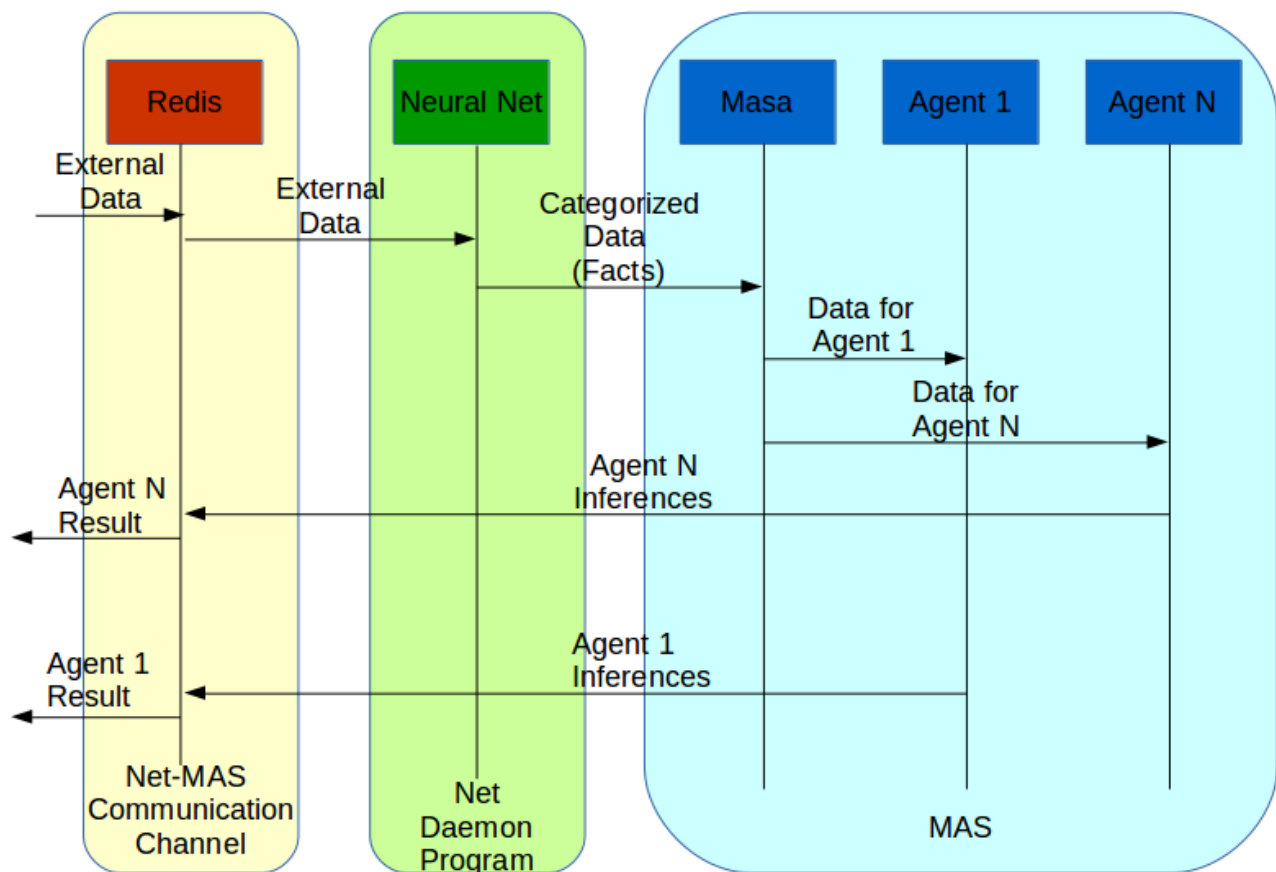 Redis
Neural Net
Masa
Agent 1
Agent N
External
Data
External
Data
Categorized
Data
(Facts)
Data for
Agent 1
Data for
Agent N
Agent N
Inferences
Agent N
Result
Agent 1
Inferences
Agent 1
Result
Net-MAS
Communication
Channel
Net
Daemon
Program
MAS